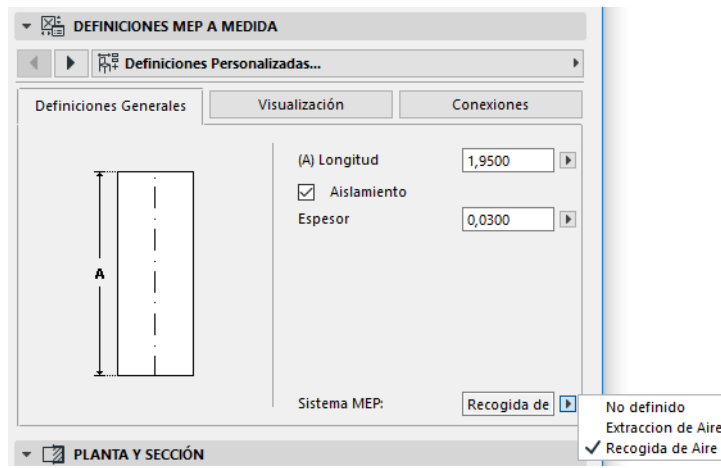 DEFINICIONES MEP A MEDIDA
Definiciones Personalizadas...
Definiciones Generales Visualización Conexiones
(A) Longitud 1,9500
Aislamiento
Espesor 0,0300
A
Sistema MEP: Recogida de
No definido
Extraccion de Aire
Recogida de Aire
PLANTA Y SECCIÓN